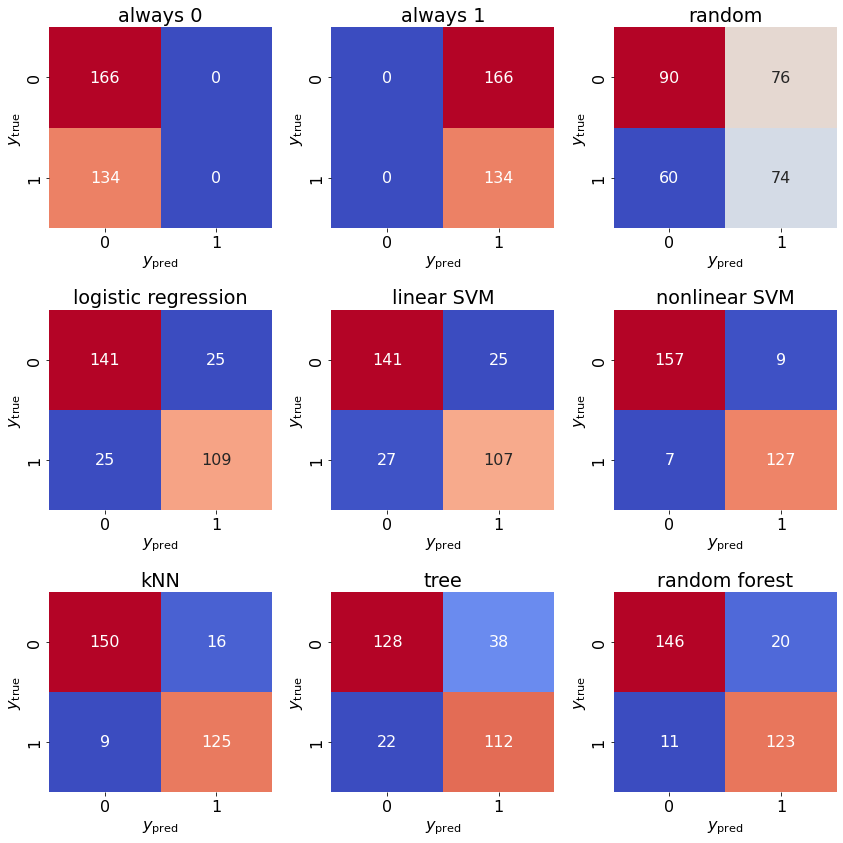 always 0
0
166
0
y_true
1
134
0
0
1
y_pred
always 1
0
0
166
y_true
1
0
134
0
1
y_pred
random
0
90
76
y_true
1
60
74
0
1
y_pred
logistic regression
0
141
25
y_true
1
25
109
0
1
y_pred
linear SVM
0
141
25
y_true
1
27
107
0
1
y_pred
nonlinear SVM
0
157
9
y_true
1
7
127
0
1
y_pred
kNN
0
150
16
y_true
1
9
125
0
1
y_pred
tree
0
128
38
y_true
1
22
112
0
1
y_pred
random forest
0
146
20
y_true
1
11
123
0
1
y_pred